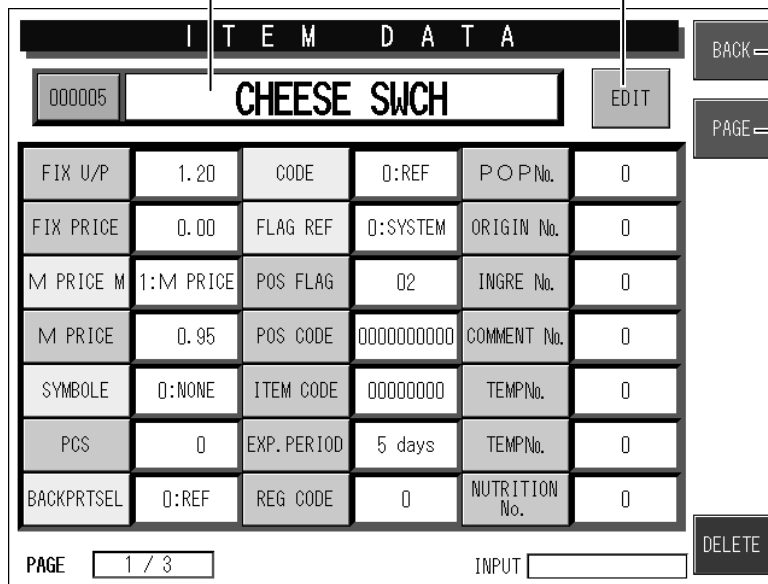 ITEM DATA
BACK
000005 CHEESE SWCH EDIT
PAGE
FIX U/P 1.20 CODE 0:REF POPNo. 0
FIX PRICE 0.00 FLAG REF 0:SYSTEM ORIGIN No. 0
M PRICE M 1:M PRICE POS FLAG 02 INGRE No. 0
M PRICE 0.95 POS CODE 0000000000 COMMENT No. 0
SYMBOLE 0:NONE ITEM CODE 00000000 TEMPNo. 0
PCS 0 EXP.PERIOD 5 days TEMPNo. 0
BACKPRTSEL 0:REF REG CODE 0 NUTRITION No. 0
DELETE
PAGE 1 / 3 INPUT